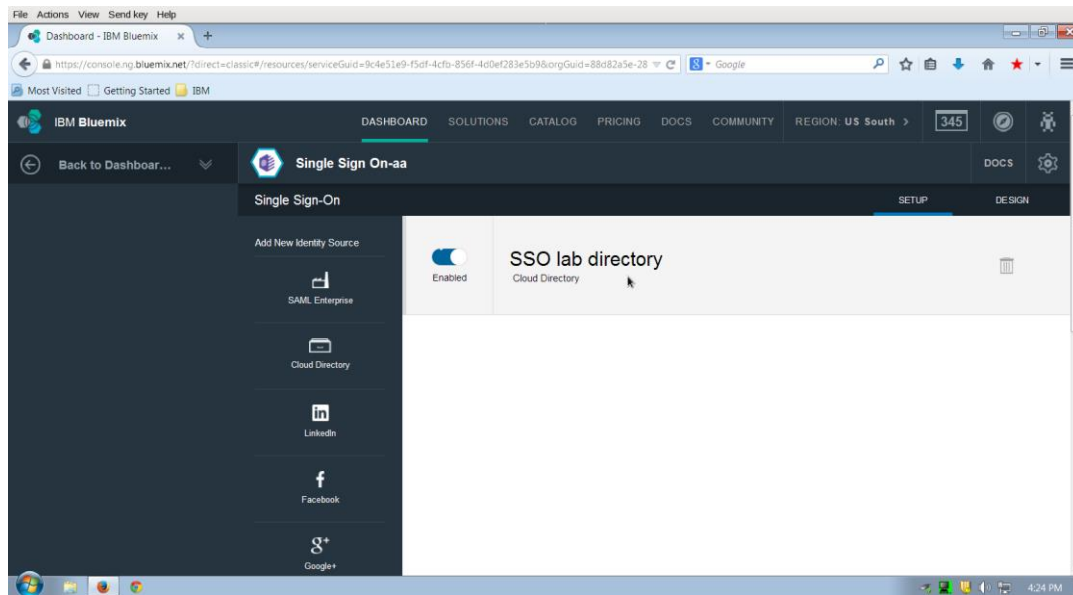 File Actions View Send key Help
Dashboard - IBM Bluemix
https://console.ng.bluemix.net/?direct=classic#/resources/serviceGuid=9c4e51e9-f5df-4cfb-856f-4d0ef283e5b9&orgGuid=88d82a5e-28
Google
Most Visited Getting Started IBM
IBM Bluemix DASHBOARD SOLUTIONS CATALOG PRICING DOCS COMMUNITY REGION: US South > 345
Back to Dashboar... Single Sign On-aa DOCS
Single Sign-On SETUP DESIGN
Add New Identity Source
SAML Enterprise
Cloud Directory
in
LinkedIn
f
Facebook
g+
Google+
Enabled
SSO lab directory
Cloud Directory
4:24 PM